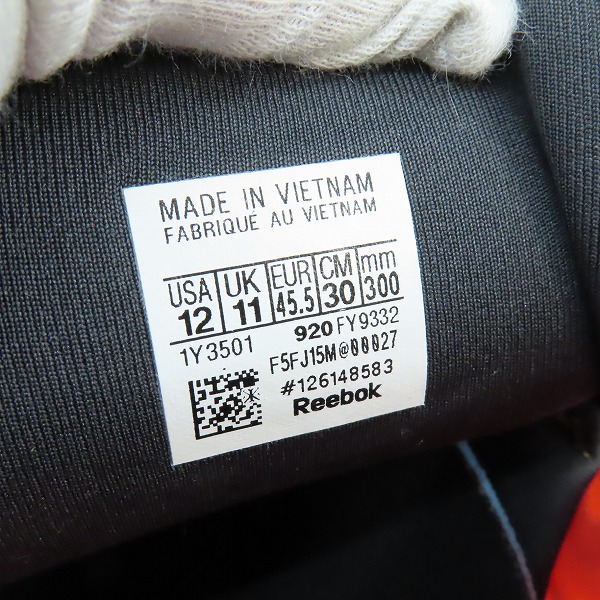 MADE IN VIETNAM
FABRIQUÉ AU VIETNAM
USA UK EUR CM mm
12 11 45.5 30 300
920 FY9332
1Y3501
F5FJ15M@00027
#126148583
Reebok